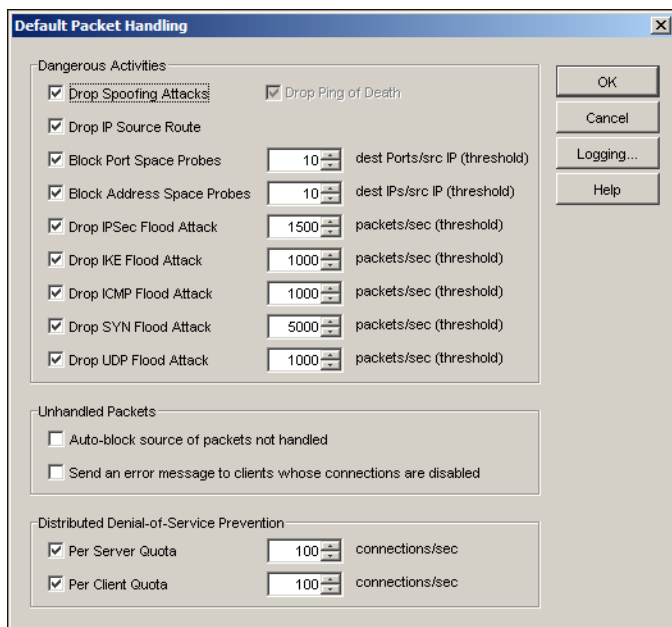 Default Packet Handling
Dangerous Activities
Drop Spoofing Attacks Drop Ping of Death
Drop IP Source Route
Block Port Space Probes 10 dest Ports/src IP (threshold)
Block Address Space Probes 10 dest IPs/src IP (threshold)
Drop IPSec Flood Attack 1500 packets/sec (threshold)
Drop IKE Flood Attack 1000 packets/sec (threshold)
Drop ICMP Flood Attack 1000 packets/sec (threshold)
Drop SYN Flood Attack 5000 packets/sec (threshold)
Drop UDP Flood Attack 1000 packets/sec (threshold)
OK
Cancel
Logging...
Help
Unhandled Packets
Auto-block source of packets not handled
Send an error message to clients whose connections are disabled
Distributed Denial-of-Service Prevention
Per Server Quota 100 connections/sec
Per Client Quota 100 connections/sec